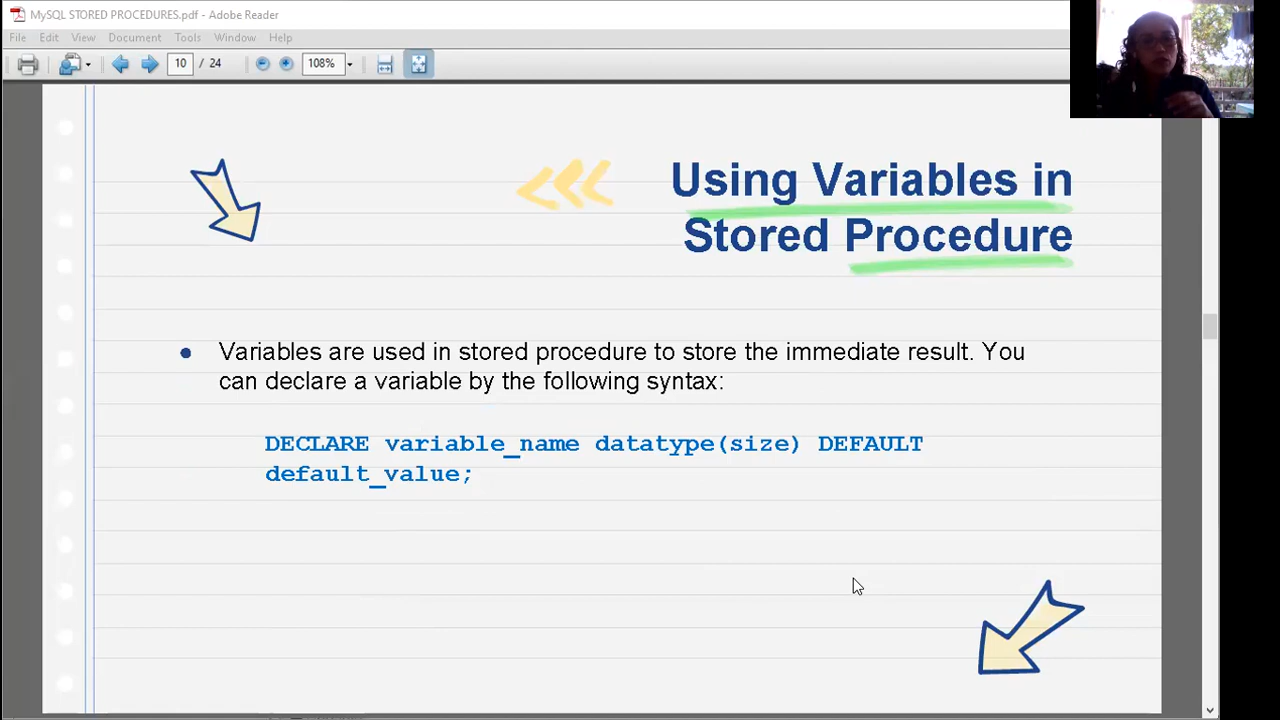 MySQL STORED PROCEDURES.pdf - Adobe Reader
File Edit View Document Tools Window Help
10 / 24 108%
Using Variables in
Stored Procedure
Variables are used in stored procedure to store the immediate result. You
can declare a variable by the following syntax:
DECLARE variable_name datatype(size) DEFAULT
default_value;